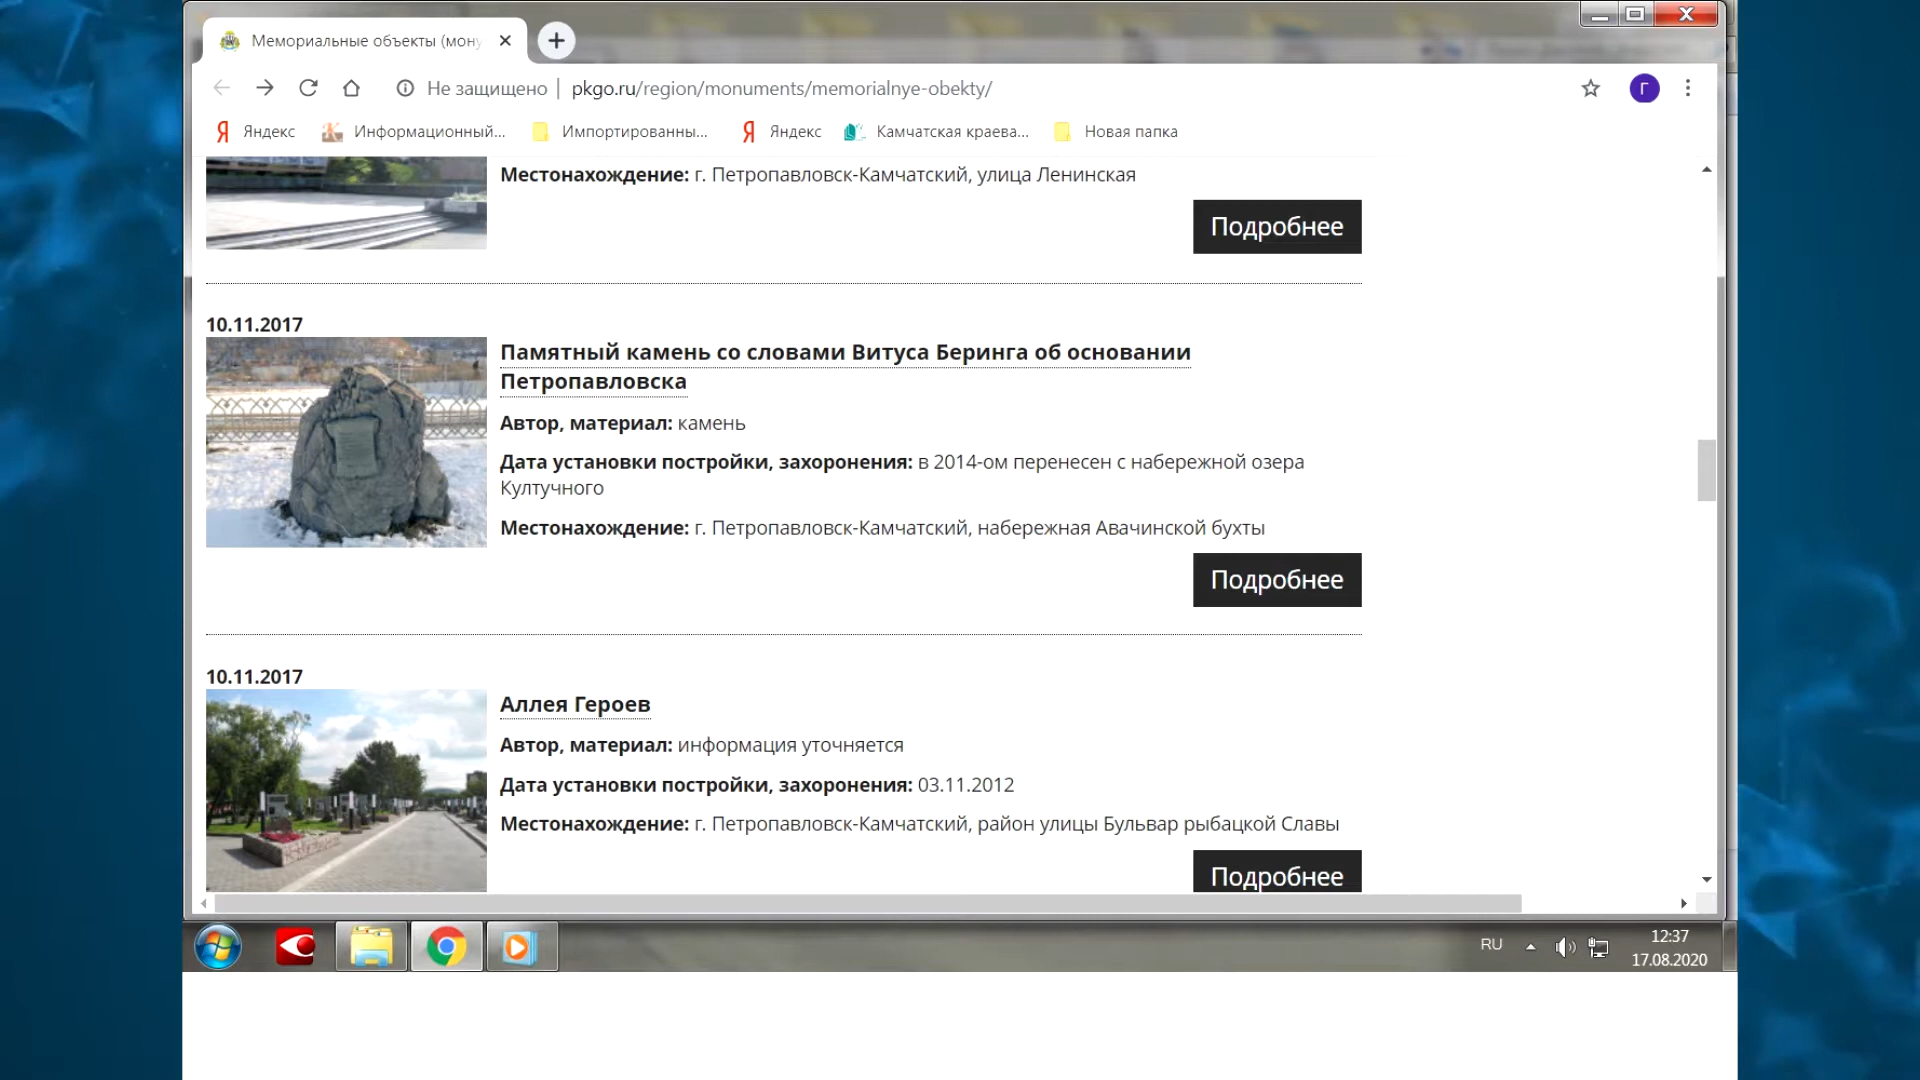 Мемориальные объекты (мону
Не защищено | pkgo.ru/region/monuments/memorialnye-obekty/
Г
Яндекс Информационный... Импортированны... Яндекс Камчатская краева... Новая папка
Местонахождение: г. Петропавловск-Камчатский, улица Ленинская
Подробнее
10.11.2017
Памятный камень со словами Витуса Беринга об основании
Петропавловска
Автор, материал: камень
Дата установки постройки, захоронения: в 2014-ом перенесен с набережной озера
Култучного
Местонахождение: г. Петропавловск-Камчатский, набережная Авачинской бухты
Подробнее
10.11.2017
Аллея Героев
Автор, материал: информация уточняется
Дата установки постройки, захоронения: 03.11.2012
Местонахождение: г. Петропавловск-Камчатский, район улицы Бульвар рыбацкой Славы
Подробнее
RU
12:37
17.08.2020